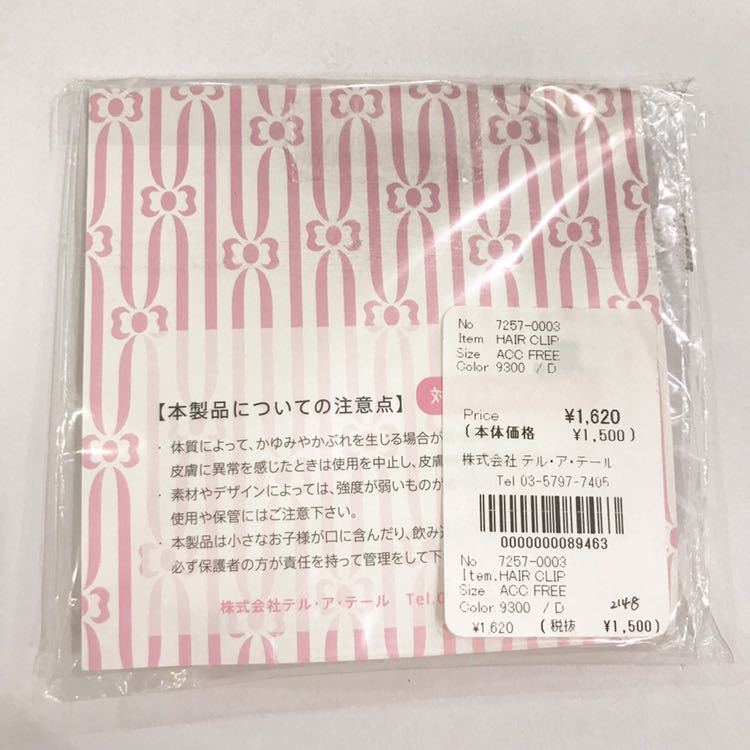 【本製品についての注意点】
対
・ 体質によって、かゆみやかぶれを生じる場合が
皮膚に異常を感じたときは使用を中止し、皮膚
・ 素材やデザインによっては、強度が弱いものが
使用や保管にはご注意下さい。
・ 本製品は小さなお子様が口に含んだり、飲み込
必ず保護者の方が責任を持って管理をして下
株式会社テル・ア・テール Tel.0
No 7257-0003
Item HAIR CLIP
Size ACC FREE
Color 9300 / D
Price ¥1,620
(本体価格 ¥1,500)
株式会社 テル・ア・テール
Tel 03-5797-7405
0000000089463
No 7257-0003
Item.HAIR CLIP
Size ACC FREE
Color 9300 / D
2148
¥1,620 (税抜 ¥1,500)